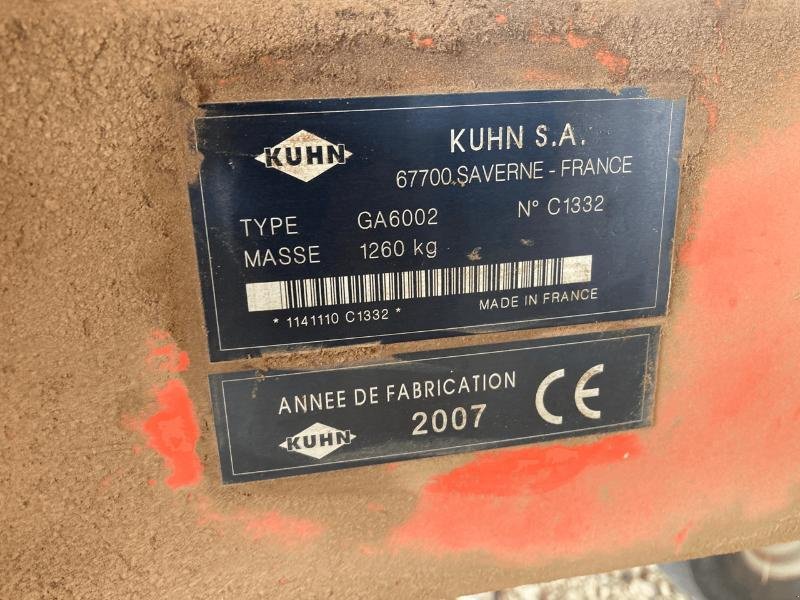 KUHN
KUHN S.A.
67700 SAVERNE - FRANCE
TYPE GA6002 N° C1332
MASSE 1260 kg
* 1141110 C1332 * MADE IN FRANCE
ANNEE DE FABRICATION
KUHN 2007 CE